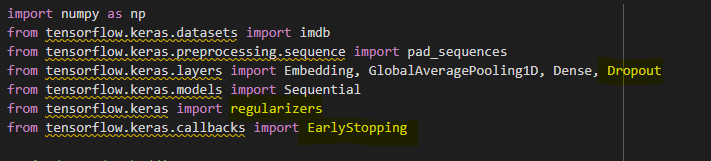 import numpy as np
from tensorflow.keras.datasets import imdb
from tensorflow.keras.preprocessing.sequence import pad_sequences
from tensorflow.keras.layers import Embedding, GlobalAveragePooling1D, Dense, Dropout
from tensorflow.keras.models import Sequential
from tensorflow.keras import regularizers
from tensorflow.keras.callbacks import EarlyStopping